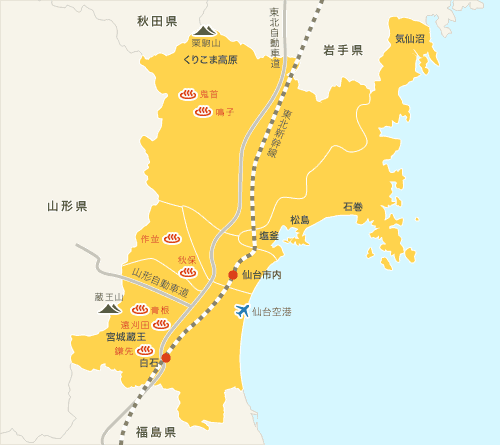 秋田県
東北自動車道
栗駒山
くりこま高原
岩手県
気仙沼
鬼首
鳴子
東北新幹線
山形県
石巻
松島
塩釜
作並
秋保
仙台市内
山形自動車道
蔵王山
青根
仙台空港
遠刈田
宮城蔵王
鎌先
白石
福島県